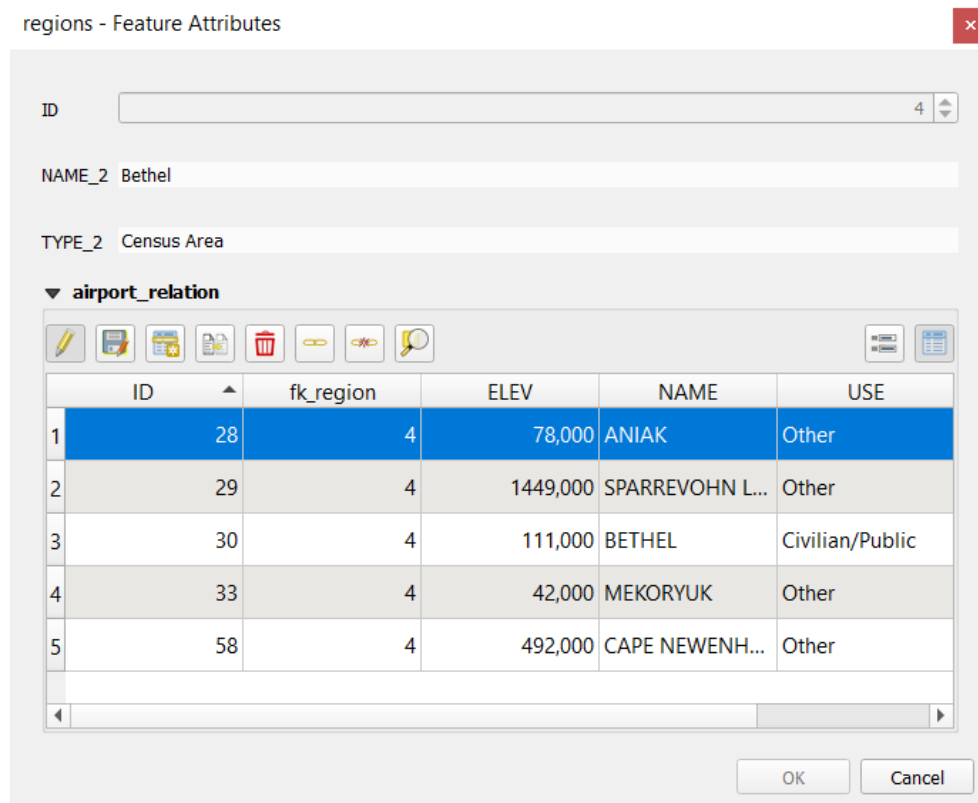 regions - Feature Attributes
ID 4
NAME_2 Bethel
TYPE_2 Census Area
airport_relation
ID fk_region ELEV NAME USE
1 28 4 78,000 ANIAK Other
2 29 4 1449,000 SPARREVOHN L... Other
3 30 4 111,000 BETHEL Civilian/Public
4 33 4 42,000 MEKORYUK Other
5 58 4 492,000 CAPE NEWENH... Other
OK Cancel